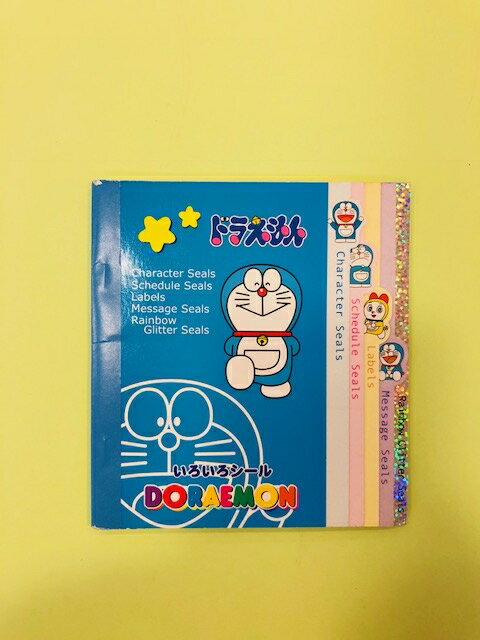 ドラえもん
Character Seals
Schedule Seals
Labels
Message Seals
Rainbow
Glitter Seals
いろいろシール
DORAEMON
Character Seals
Schedule Seals
Labels
Message Seals
Rainbow Glitter Seals